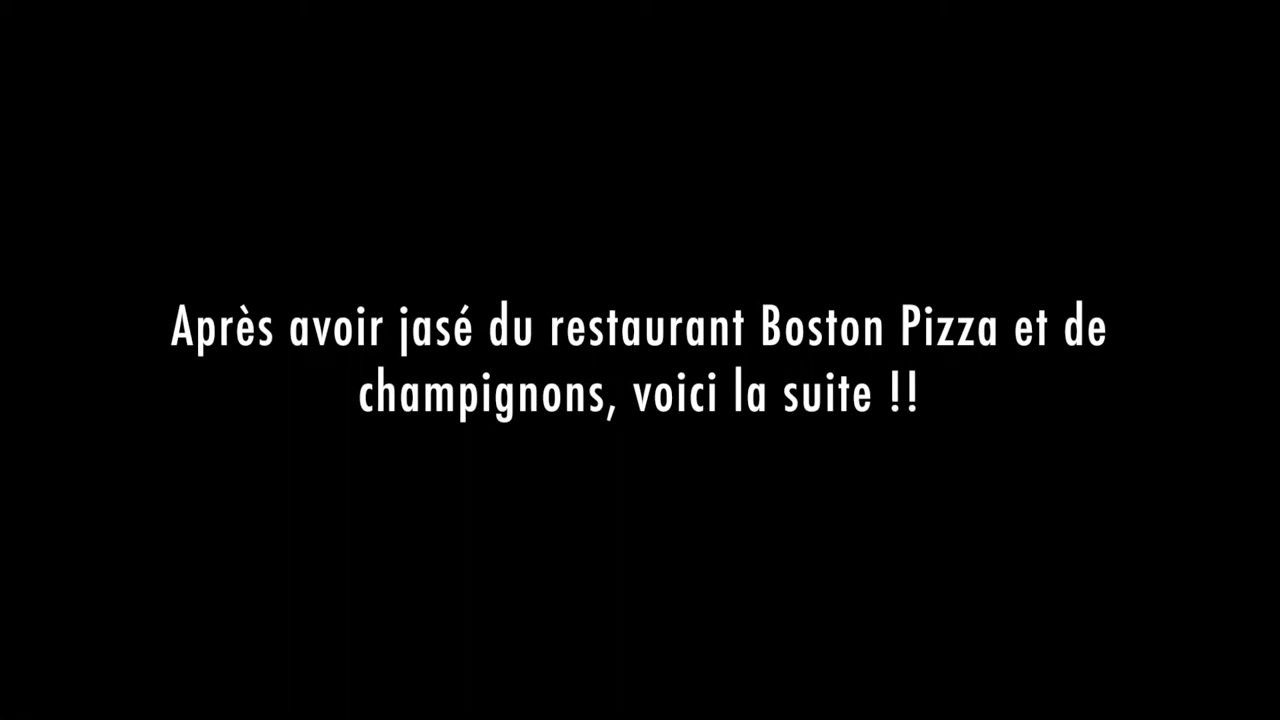 Après avoir jasé du restaurant Boston Pizza et de
champignons, voici la suite !!